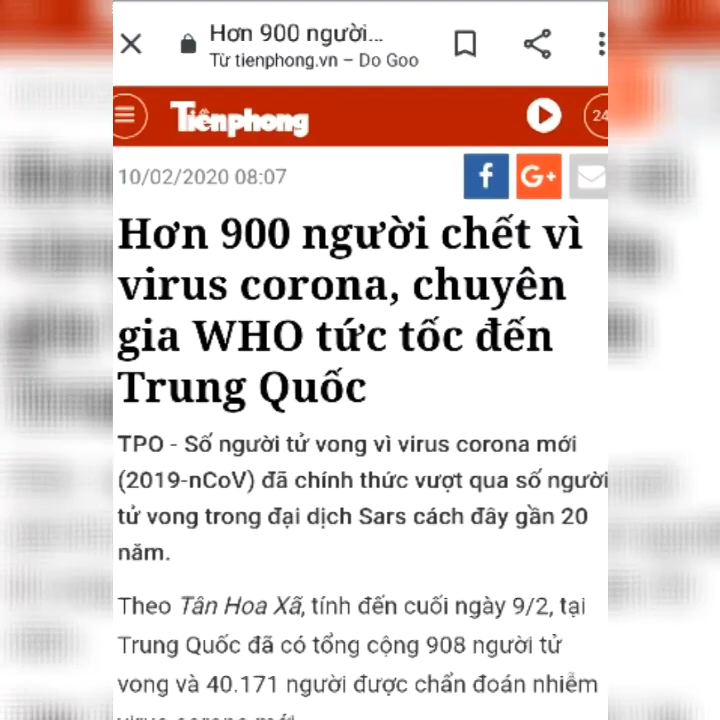 Hơn 900 người...
Từ tienphong.vn – Do Goo
Tiềnphong
24
10/02/2020 08:07
f
G+
Hơn 900 người chết vì
virus corona, chuyên
gia WHO tức tốc đến
Trung Quốc
TPO - Số người tử vong vì virus corona mới
(2019-nCoV) đã chính thức vượt qua số người
tử vong trong đại dịch Sars cách đây gần 20
năm.
Theo Tân Hoa Xã, tính đến cuối ngày 9/2, tại
Trung Quốc đã có tổng cộng 908 người tử
vong và 40.171 người được chẩn đoán nhiễm